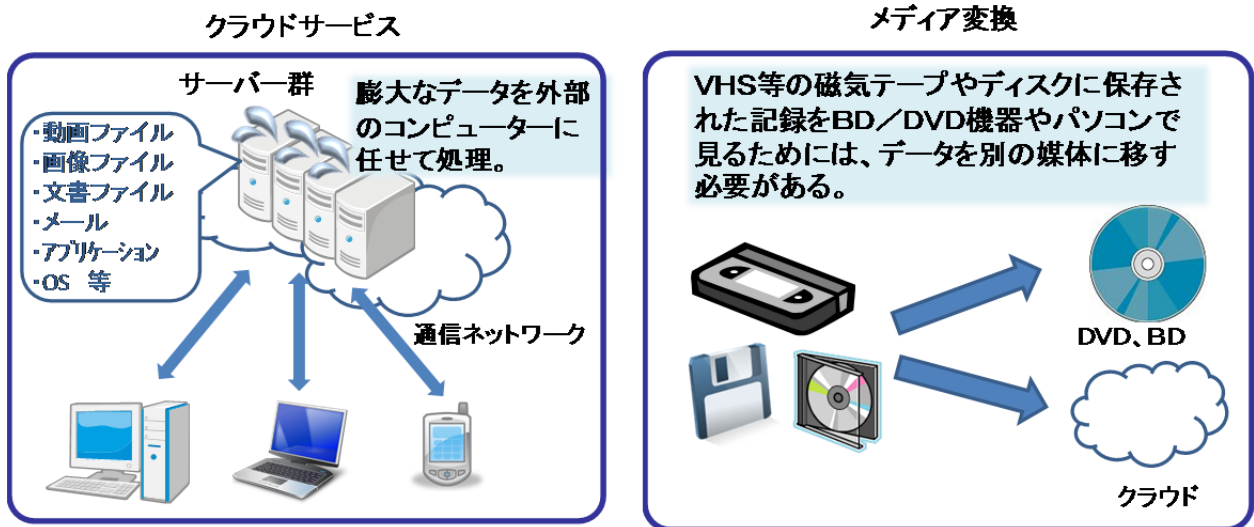 クラウドサービス
サーバー群
膨大なデータを外部
のコンピューターに
任せて処理。
・動画ファイル
・画像ファイル
・文書ファイル
・メール
・アプリケーション
・OS 等
通信ネットワーク
メディア変換
VHS等の磁気テープやディスクに保存さ
れた記録をBD／DVD機器やパソコンで
見るためには、データを別の媒体に移す
必要がある。
DVD、BD
クラウド